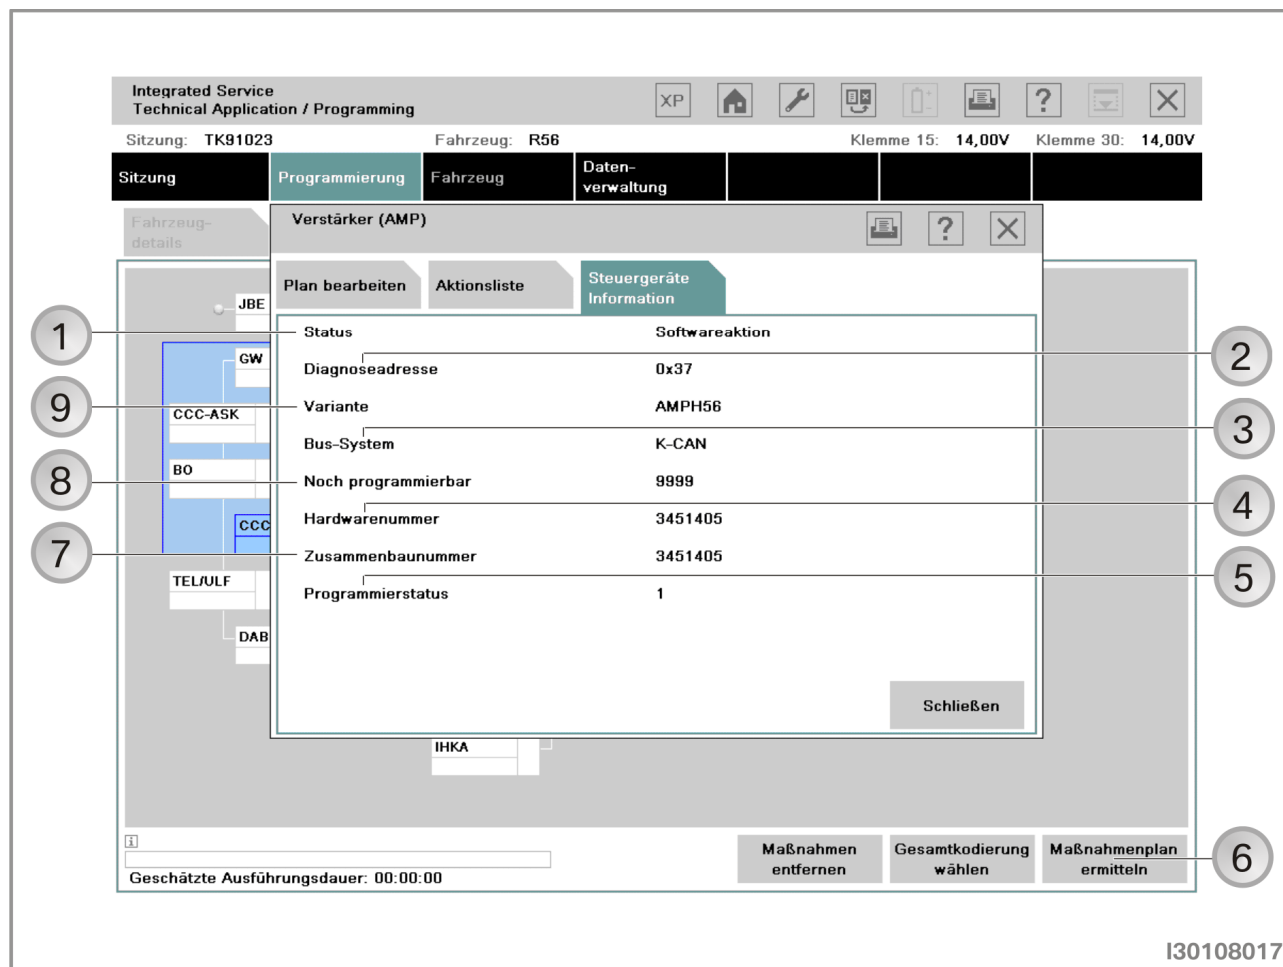 Integrated Service
Technical Application / Programming
XP
?
Sitzung: TK91023 Fahrzeug: R56 Klemme 15: 14,00V Klemme 30: 14,00V
Sitzung Programmierung Fahrzeug Daten-
verwaltung
Fahrzeug-
details
Verstärker (AMP)
?
Plan bearbeiten Aktionsliste Steuergeräte
Information
JBE
GW
CCC-ASK
BO
CCC
TEL/ULF
DAB
1 Status Softwareaktion
2
Diagnoseadresse 0x37
9 Variante AMPH56
3
Bus-System K-CAN
8 Noch programmierbar 9999
4
Hardwarenummer 3451405
7 Zusammenbaunummer 3451405
5
Programmierstatus 1
Schließen
IHKA
i
Geschätzte Ausführungsdauer: 00:00:00
Maßnahmen
entfernen
Gesamtkodierung
wählen
Maßnahmenplan
ermitteln
6
I30108017